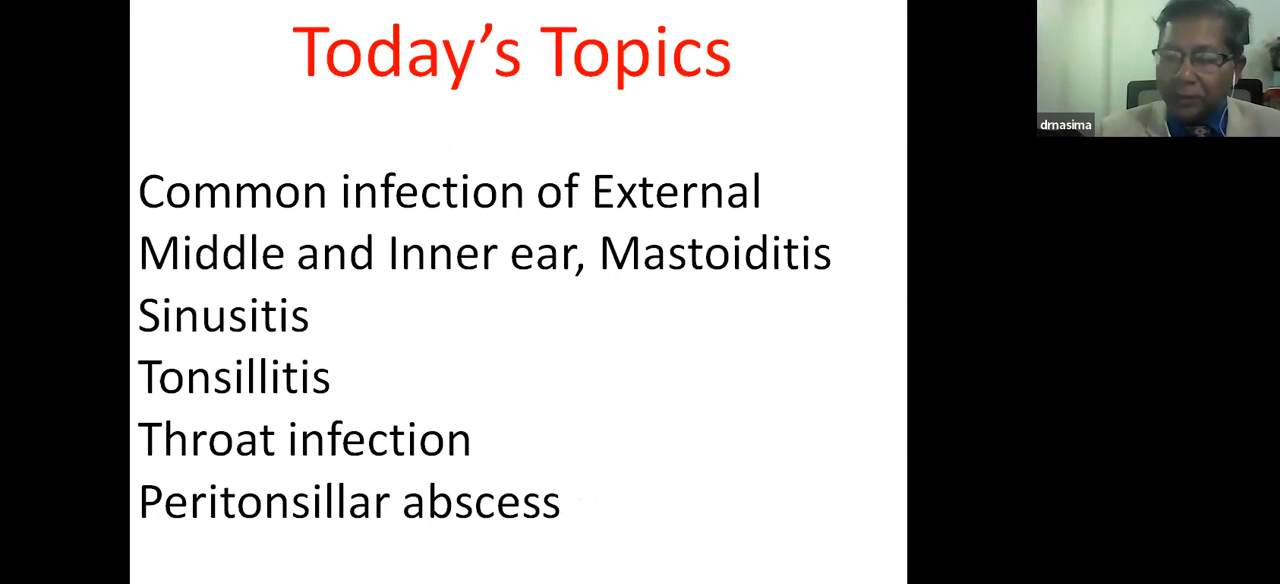 Today’s Topics
drnasima
Common infection of External
Middle and Inner ear, Mastoiditis
Sinusitis
Tonsillitis
Throat infection
Peritonsillar abscess